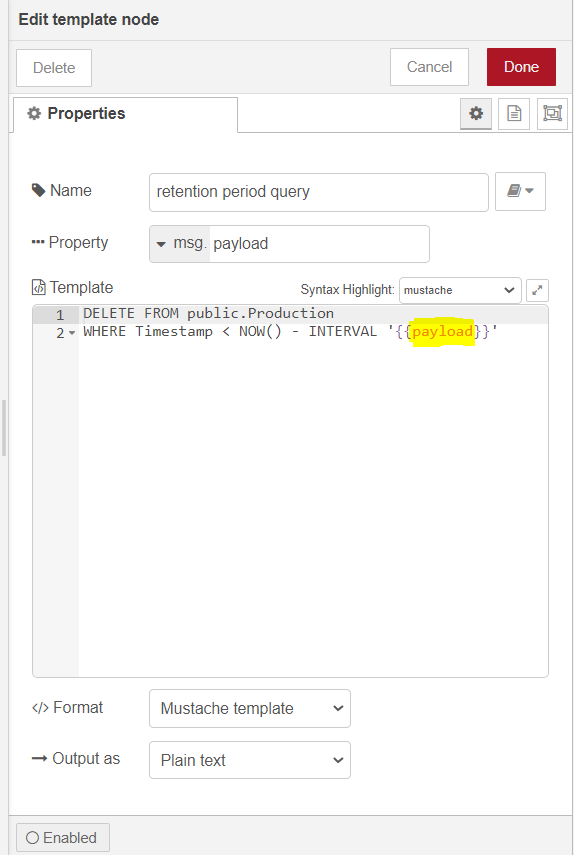 Edit template node
Delete
Cancel
Done
Properties
Name
retention period query
Property
msg. payload
Template
Syntax Highlight: mustache
1 DELETE FROM public.Production
2 WHERE Timestamp < NOW() - INTERVAL '{{payload}}'
</> Format
Mustache template
Output as
Plain text
Enabled